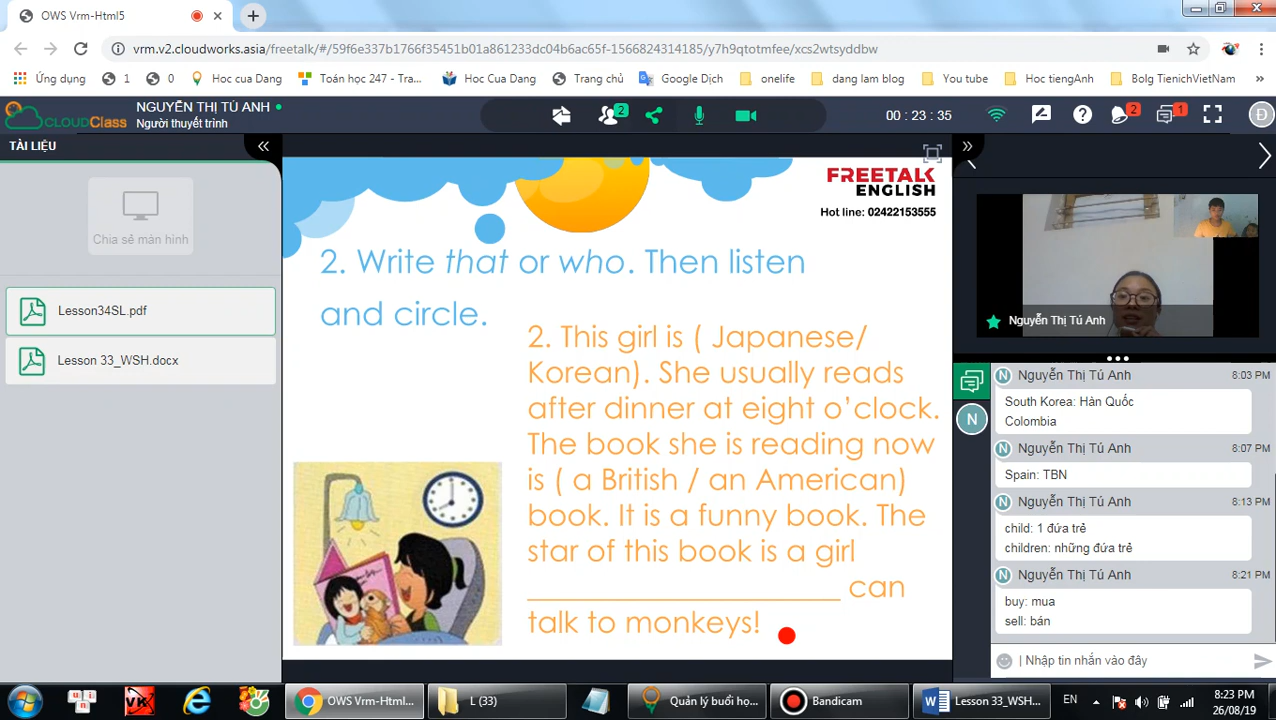 OWS Vrm-Html5
vrm.v2.cloudworks.asia/freetalk/#/59f6e337b1766f35451b01a861233dc04b6ac65f-1566824314185/y7h9qtotmfee/xcs2wtsyddbw
Ứng dụng
1
0
Hoc cua Dang
Toán học 247 - Tra...
Hoc Cua Dang
Trang chủ
Google Dịch
onelife
dang lam blog
You tube
Học tiengAnh
Bolg TienichVietNam
»
CLOUDCLASS
NGUYỄN THỊ TÚ ANH
Người thuyết trình
2
00 : 23 : 35
2
1
Đ
TÀI LIỆU
Chia sẻ màn hình
Lesson34SL.pdf
Lesson 33_WSH.docx
FREETALK
ENGLISH
Hot line: 02422153555
2. Write that or who. Then listen
and circle.
2. This girl is ( Japanese/
Korean). She usually reads
after dinner at eight o’clock.
The book she is reading now
is ( a British / an American)
book. It is a funny book. The
star of this book is a girl
________________________ can
talk to monkeys!
Nguyễn Thị Tú Anh
N
N Nguyễn Thị Tú Anh 8:03 PM
South Korea: Hàn Quốc
Colombia
N Nguyễn Thị Tú Anh 8:07 PM
Spain: TBN
N Nguyễn Thị Tú Anh 8:13 PM
child: 1 đứa trẻ
children: những đứa trẻ
N Nguyễn Thị Tú Anh 8:21 PM
buy: mua
sell: bán
Nhập tin nhắn vào đây
OWS Vrm-Html...
L (33)
Quản lý buổi họ...
Bandicam
Lesson 33_WSH...
EN
8:23 PM
26/08/19